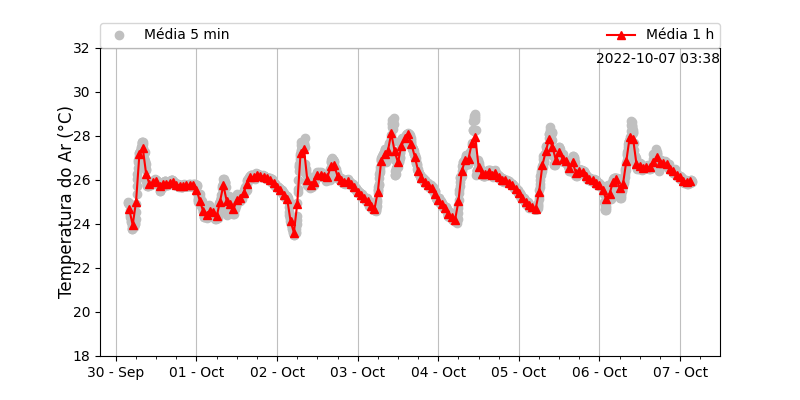 Média 5 min
Média 1 h
2022-10-07 03:38
Temperatura do Ar (°C)
32
30
28
26
24
22
20
18
30 - Sep
01 - Oct
02 - Oct
03 - Oct
04 - Oct
05 - Oct
06 - Oct
07 - Oct